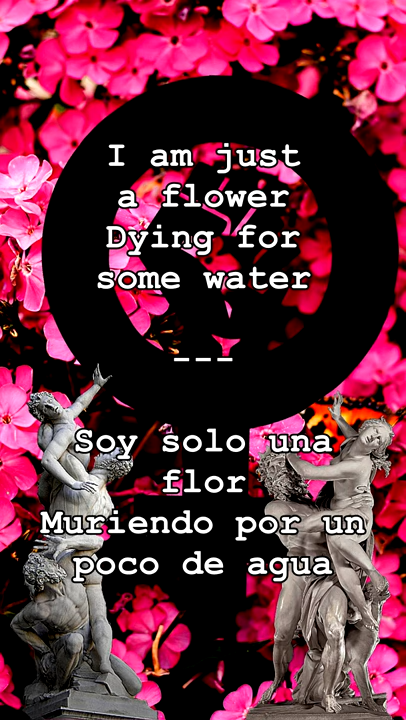 I am just
a flower
Dying for
some water
---
Soy solo una
flor
Muriendo por un
poco de agua